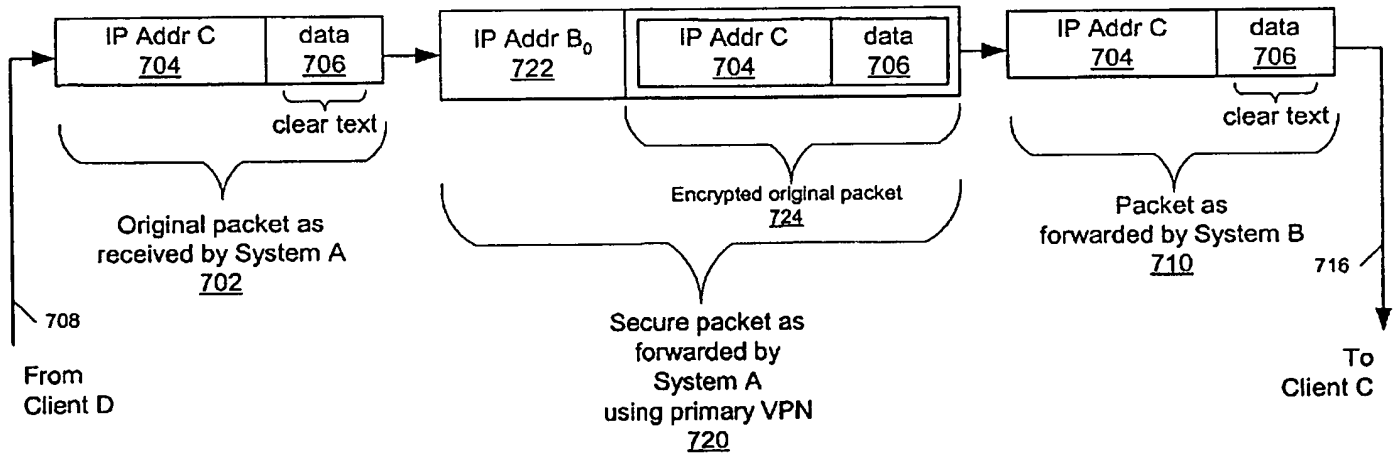 IP Addr C
704
data
706
clear text
Original packet as
received by System A
702
708
From
Client D
IP Addr B₀
722
IP Addr C
704
data
706
Encrypted original packet
724
Secure packet as
forwarded by
System A
using primary VPN
720
IP Addr C
704
data
706
clear text
Packet as
forwarded by System B
710
716
To
Client C